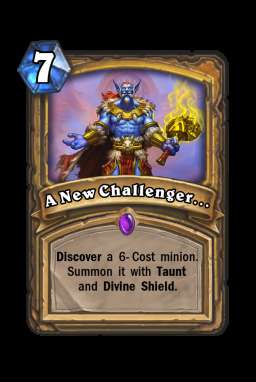 7
A New Challenger...
Discover a 6-Cost minion.
Summon it with Taunt
and Divine Shield.